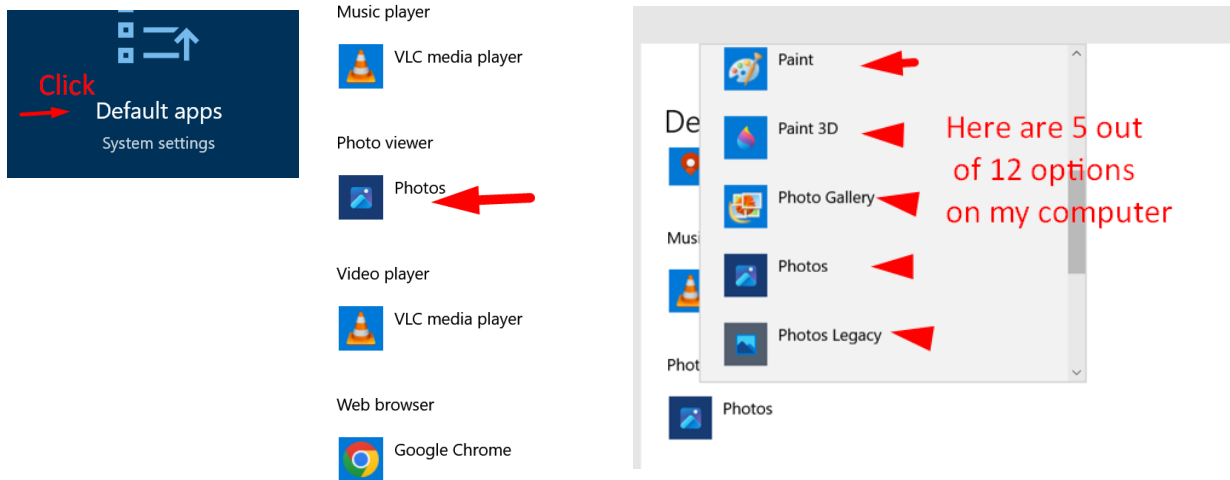 Click
Default apps
System settings
Music player
VLC media player
Photo viewer
Photos
Video player
VLC media player
Web browser
Google Chrome
De
Musi
Phot
Photos
Paint
Paint 3D
Photo Gallery
Photos
Photos Legacy
Here are 5 out
of 12 options
on my computer